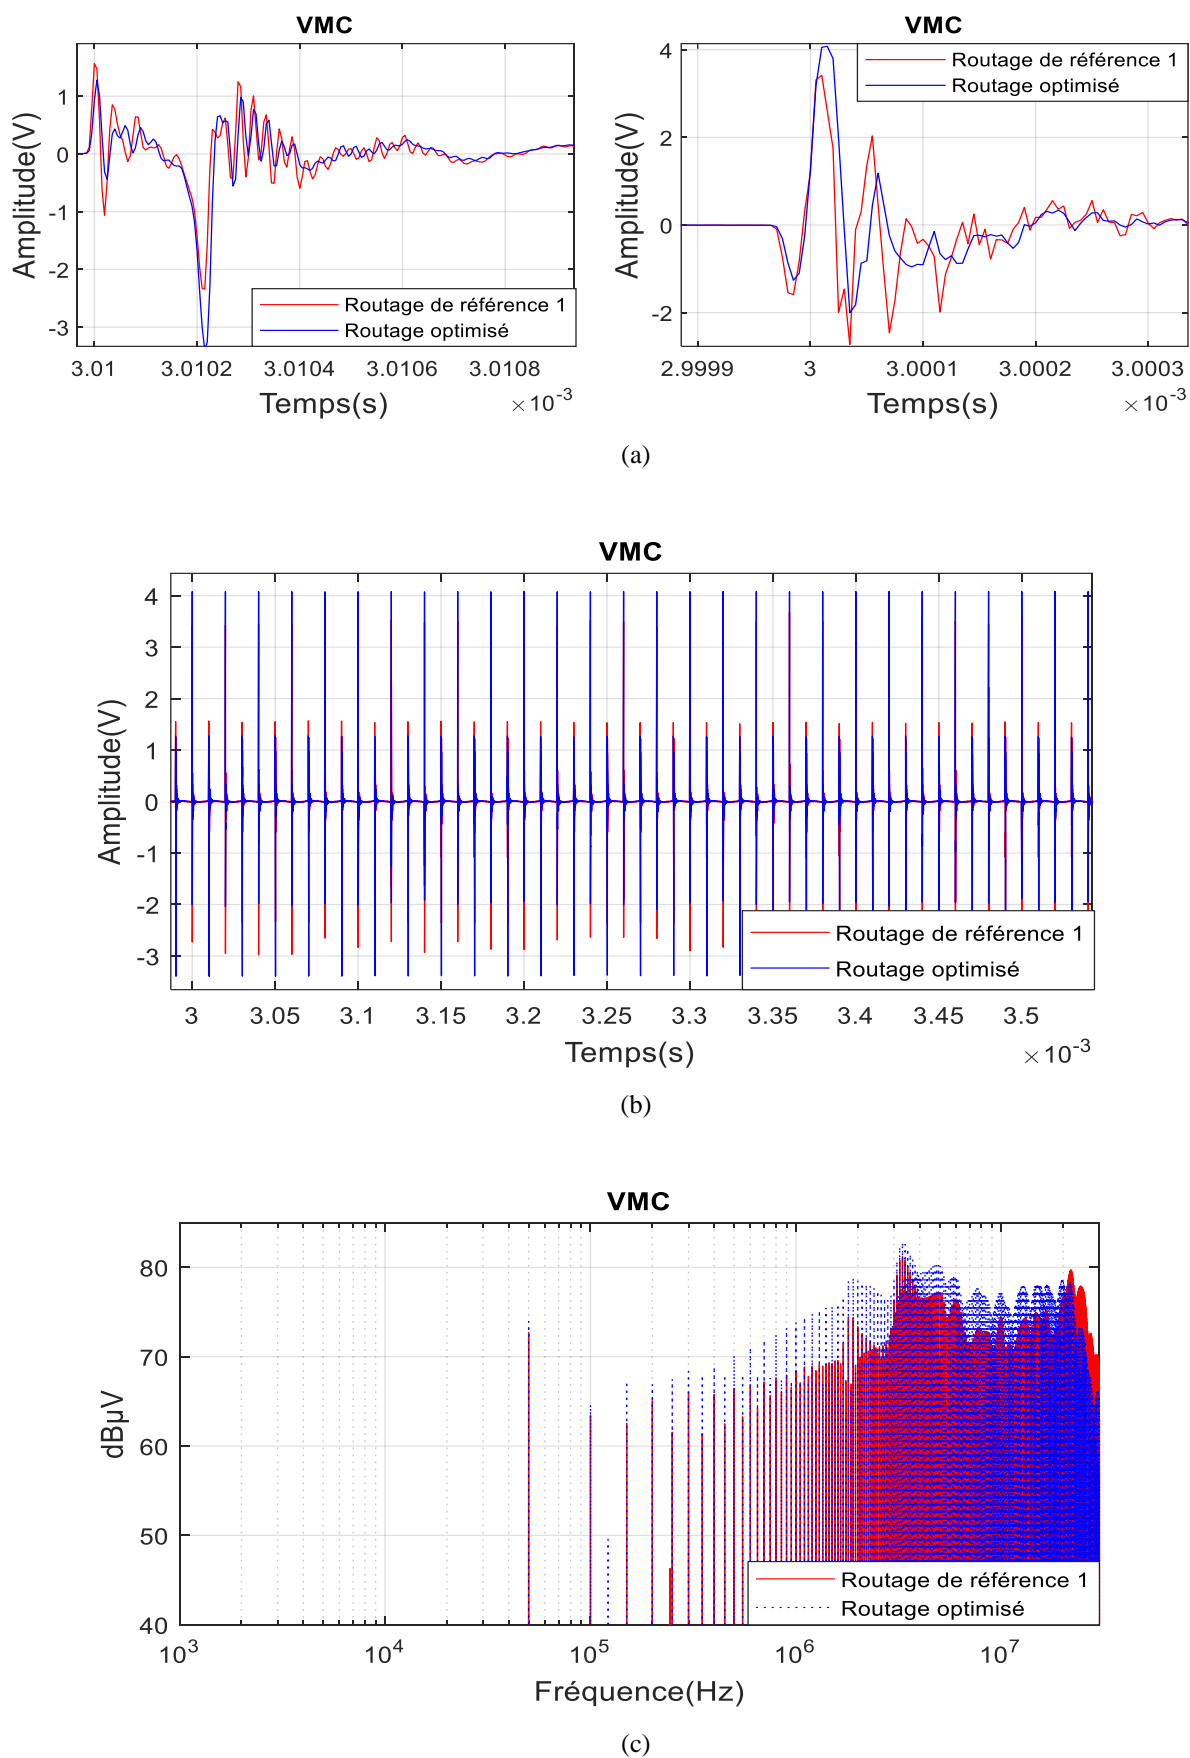 VMC
Amplitude(V)
1
0
-1
-2
-3
3.01 3.0102 3.0104 3.0106 3.0108
Temps(s)
×10-3
Routage de référence 1
Routage optimisé
VMC
Amplitude(V)
4
2
0
-2
2.9999 3 3.0001 3.0002 3.0003
Temps(s)
×10-3
Routage de référence 1
Routage optimisé
(a)
VMC
Amplitude(V)
4
3
2
1
0
-1
-2
-3
3 3.05 3.1 3.15 3.2 3.25 3.3 3.35 3.4 3.45 3.5
Temps(s)
×10-3
Routage de référence 1
Routage optimisé
(b)
VMC
dBµV
80
70
60
50
40
103 104 105 106 107
Fréquence(Hz)
Routage de référence 1
Routage optimisé
(c)